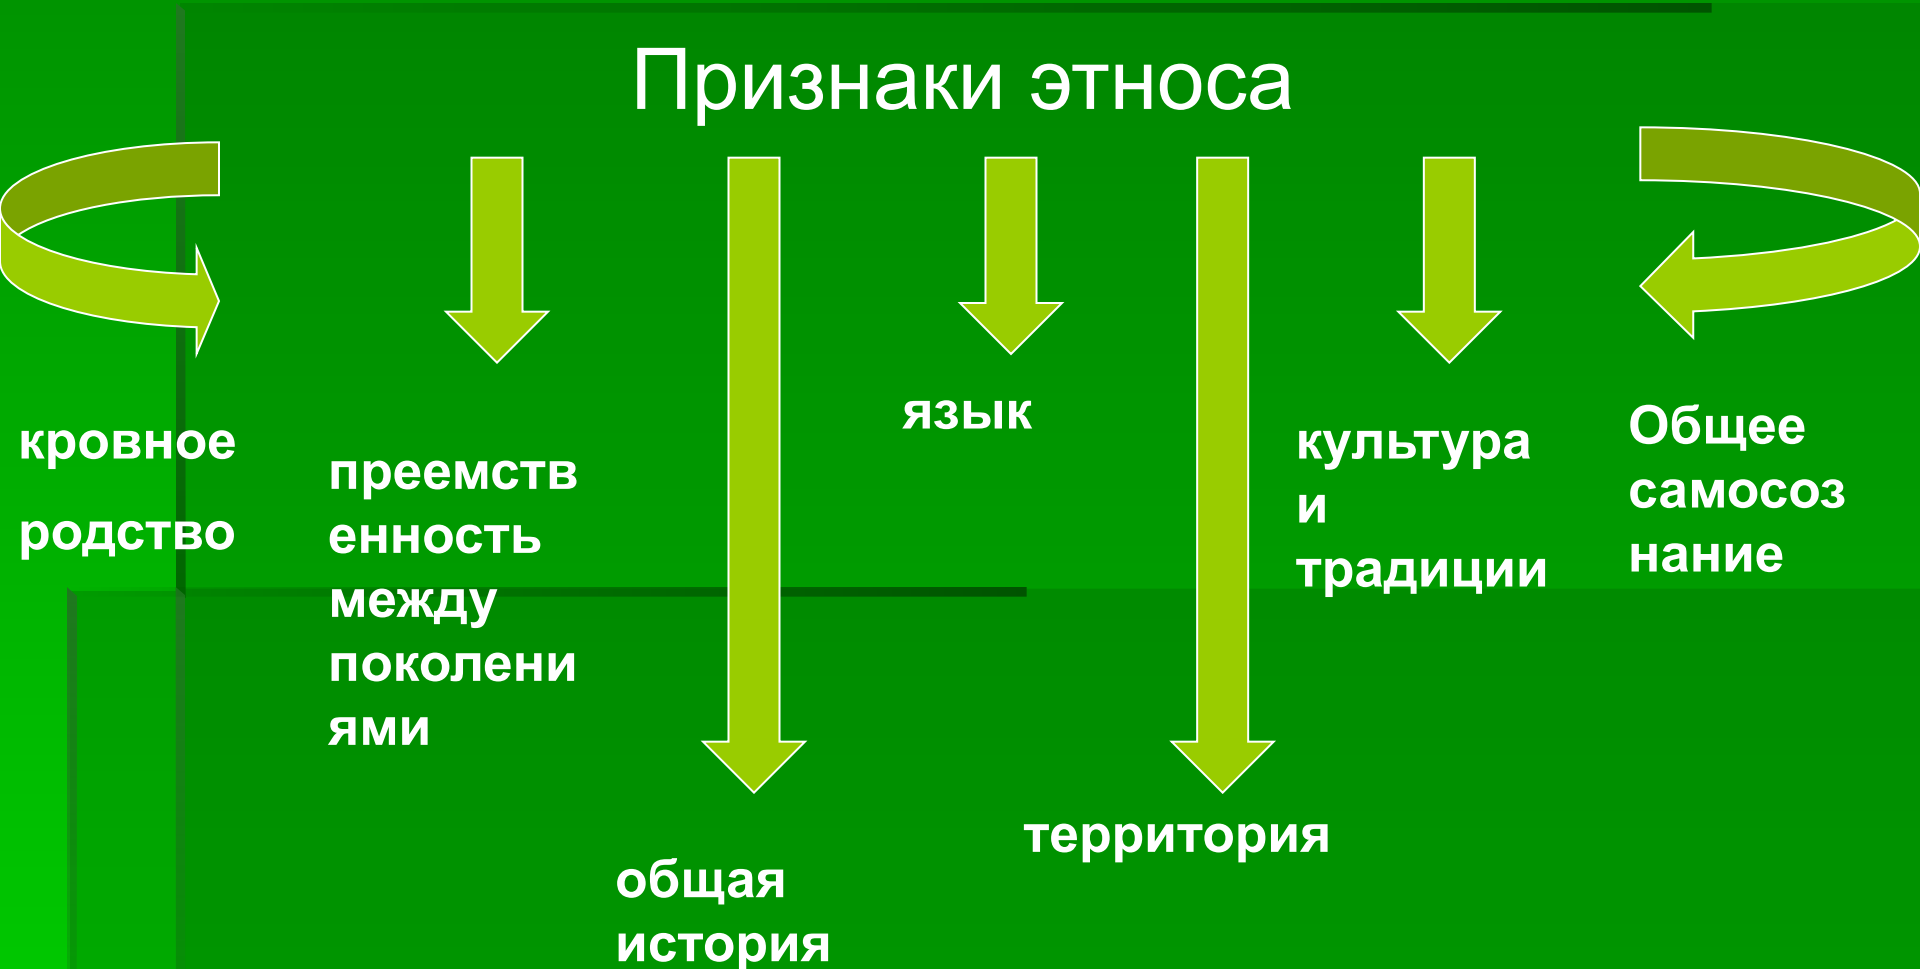 Признаки этноса
кровное
родство
преемств
енность
между
поколени
ями
общая
история
язык
территория
культура
и
традиции
Общее
самосоз
нание